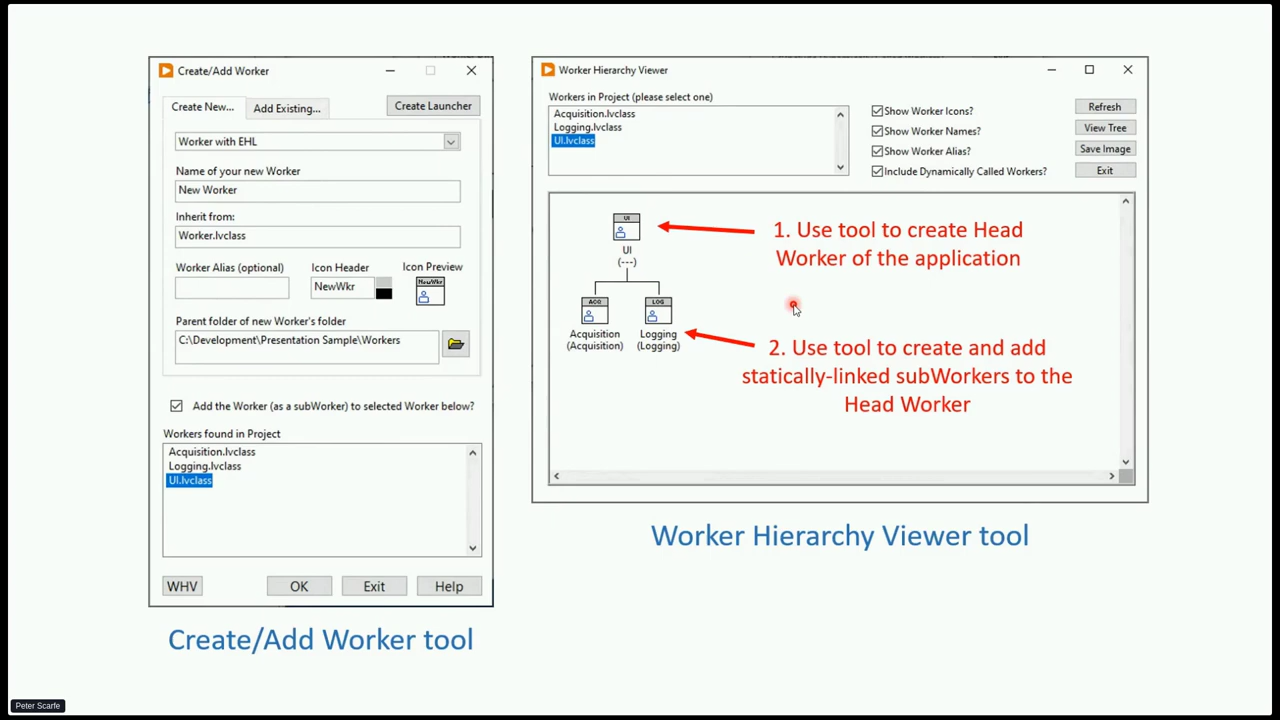 Create/Add Worker
Create New...
Add Existing...
Create Launcher
Worker with EHL
Name of your new Worker
New Worker
Inherit from:
Worker.lvclass
Worker Alias (optional)
Icon Header
Icon Preview
NewWkr
NewWkr
Parent folder of new Worker's folder
C:\Development\Presentation Sample\Workers
Add the Worker (as a subWorker) to selected Worker below?
Workers found in Project
Acquisition.lvclass
Logging.lvclass
UI.lvclass
WHV
OK
Exit
Help
Create/Add Worker tool
Worker Hierarchy Viewer
Workers in Project (please select one)
Acquisition.lvclass
Logging.lvclass
UI.lvclass
Show Worker Icons?
Show Worker Names?
Show Worker Alias?
Include Dynamically Called Workers?
Refresh
View Tree
Save Image
Exit
UI
UI
(---)
ACQ
LOG
Acquisition
(Acquisition)
Logging
(Logging)
1. Use tool to create Head
Worker of the application
2. Use tool to create and add
statically-linked subWorkers to the
Head Worker
Worker Hierarchy Viewer tool
Peter Scarfe